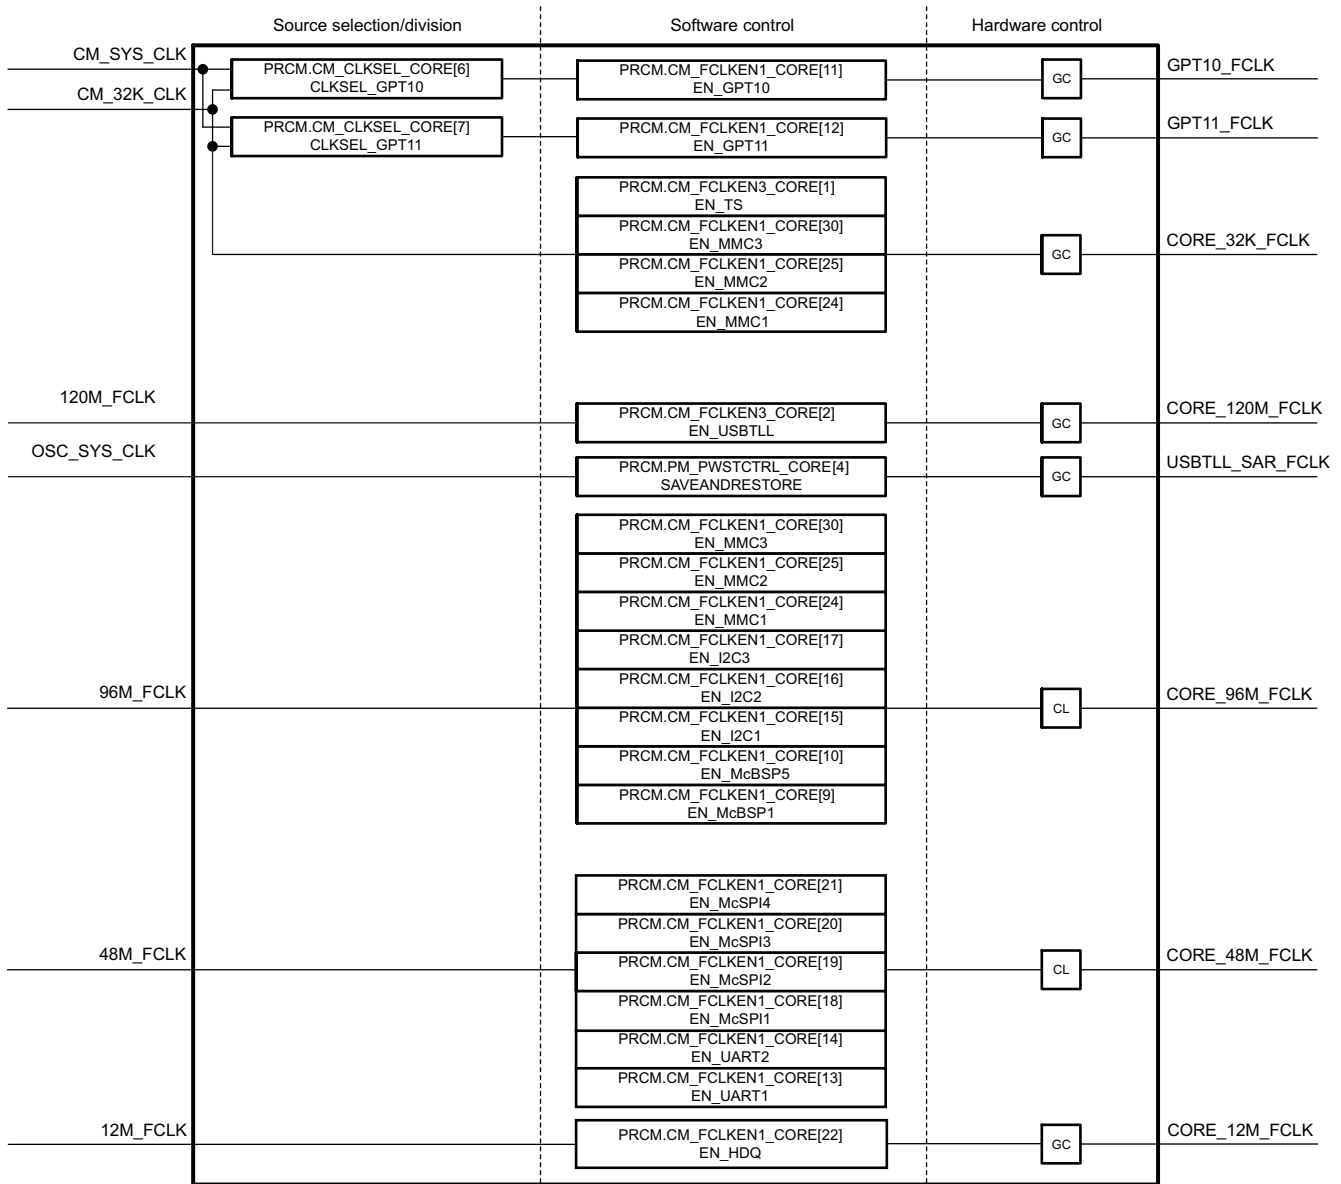 Source selection/division
Software control
Hardware control
CM_SYS_CLK
PRCM.CM_CLKSEL_CORE[6]
CLKSEL_GPT10
PRCM.CM_FCLKEN1_CORE[11]
EN_GPT10
GC
GPT10_FCLK
CM_32K_CLK
PRCM.CM_CLKSEL_CORE[7]
CLKSEL_GPT11
PRCM.CM_FCLKEN1_CORE[12]
EN_GPT11
GC
GPT11_FCLK
PRCM.CM_FCLKEN3_CORE[1]
EN_TS
PRCM.CM_FCLKEN1_CORE[30]
EN_MMC3
PRCM.CM_FCLKEN1_CORE[25]
EN_MMC2
PRCM.CM_FCLKEN1_CORE[24]
EN_MMC1
GC
CORE_32K_FCLK
120M_FCLK
PRCM.CM_FCLKEN3_CORE[2]
EN_USBTLL
GC
CORE_120M_FCLK
OSC_SYS_CLK
PRCM.PM_PWSTCTRL_CORE[4]
SAVEANDRESTORE
GC
USBTLL_SAR_FCLK
PRCM.CM_FCLKEN1_CORE[30]
EN_MMC3
PRCM.CM_FCLKEN1_CORE[25]
EN_MMC2
PRCM.CM_FCLKEN1_CORE[24]
EN_MMC1
PRCM.CM_FCLKEN1_CORE[17]
EN_I2C3
96M_FCLK
PRCM.CM_FCLKEN1_CORE[16]
EN_I2C2
PRCM.CM_FCLKEN1_CORE[15]
EN_I2C1
PRCM.CM_FCLKEN1_CORE[10]
EN_McBSP5
PRCM.CM_FCLKEN1_CORE[9]
EN_McBSP1
CL
CORE_96M_FCLK
PRCM.CM_FCLKEN1_CORE[21]
EN_McSPI4
PRCM.CM_FCLKEN1_CORE[20]
EN_McSPI3
48M_FCLK
PRCM.CM_FCLKEN1_CORE[19]
EN_McSPI2
PRCM.CM_FCLKEN1_CORE[18]
EN_McSPI1
PRCM.CM_FCLKEN1_CORE[14]
EN_UART2
PRCM.CM_FCLKEN1_CORE[13]
EN_UART1
CL
CORE_48M_FCLK
12M_FCLK
PRCM.CM_FCLKEN1_CORE[22]
EN_HDQ
GC
CORE_12M_FCLK